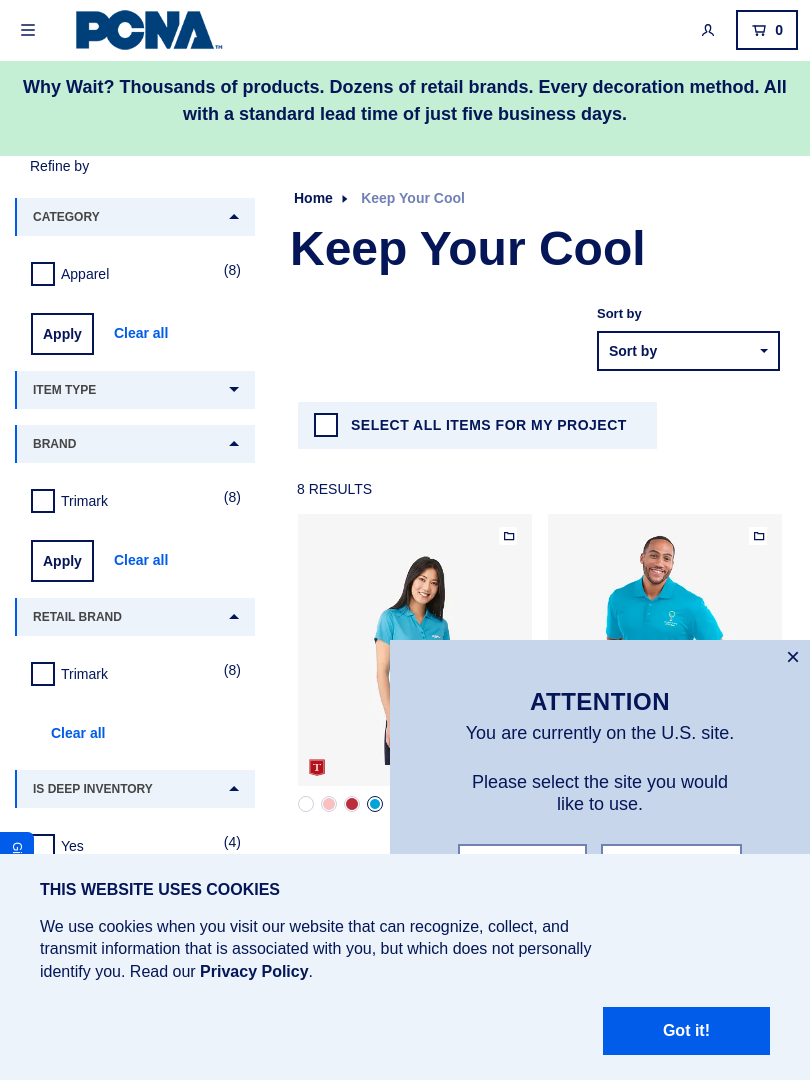 PCNA™
0
Why Wait? Thousands of products. Dozens of retail brands. Every decoration method. All
with a standard lead time of just five business days.
Refine by
CATEGORY
Apparel
(8)
Apply
Clear all
ITEM TYPE
BRAND
Trimark
(8)
Apply
Clear all
RETAIL BRAND
Trimark
(8)
Clear all
IS DEEP INVENTORY
Yes
(4)
Home
Keep Your Cool
Keep Your Cool
Sort by
Sort by
SELECT ALL ITEMS FOR MY PROJECT
8 RESULTS
T
×
ATTENTION
You are currently on the U.S. site.
Please select the site you would
like to use.
THIS WEBSITE USES COOKIES
We use cookies when you visit our website that can recognize, collect, and
transmit information that is associated with you, but which does not personally
identify you. Read our Privacy Policy.
Got it!